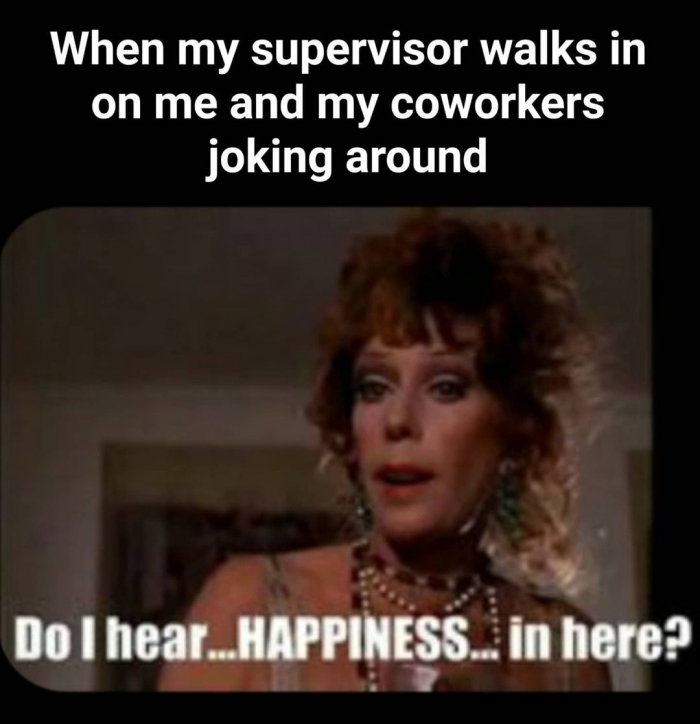 When my supervisor walks in
on me and my coworkers
joking around
Do I hear...HAPPINESS... in here?